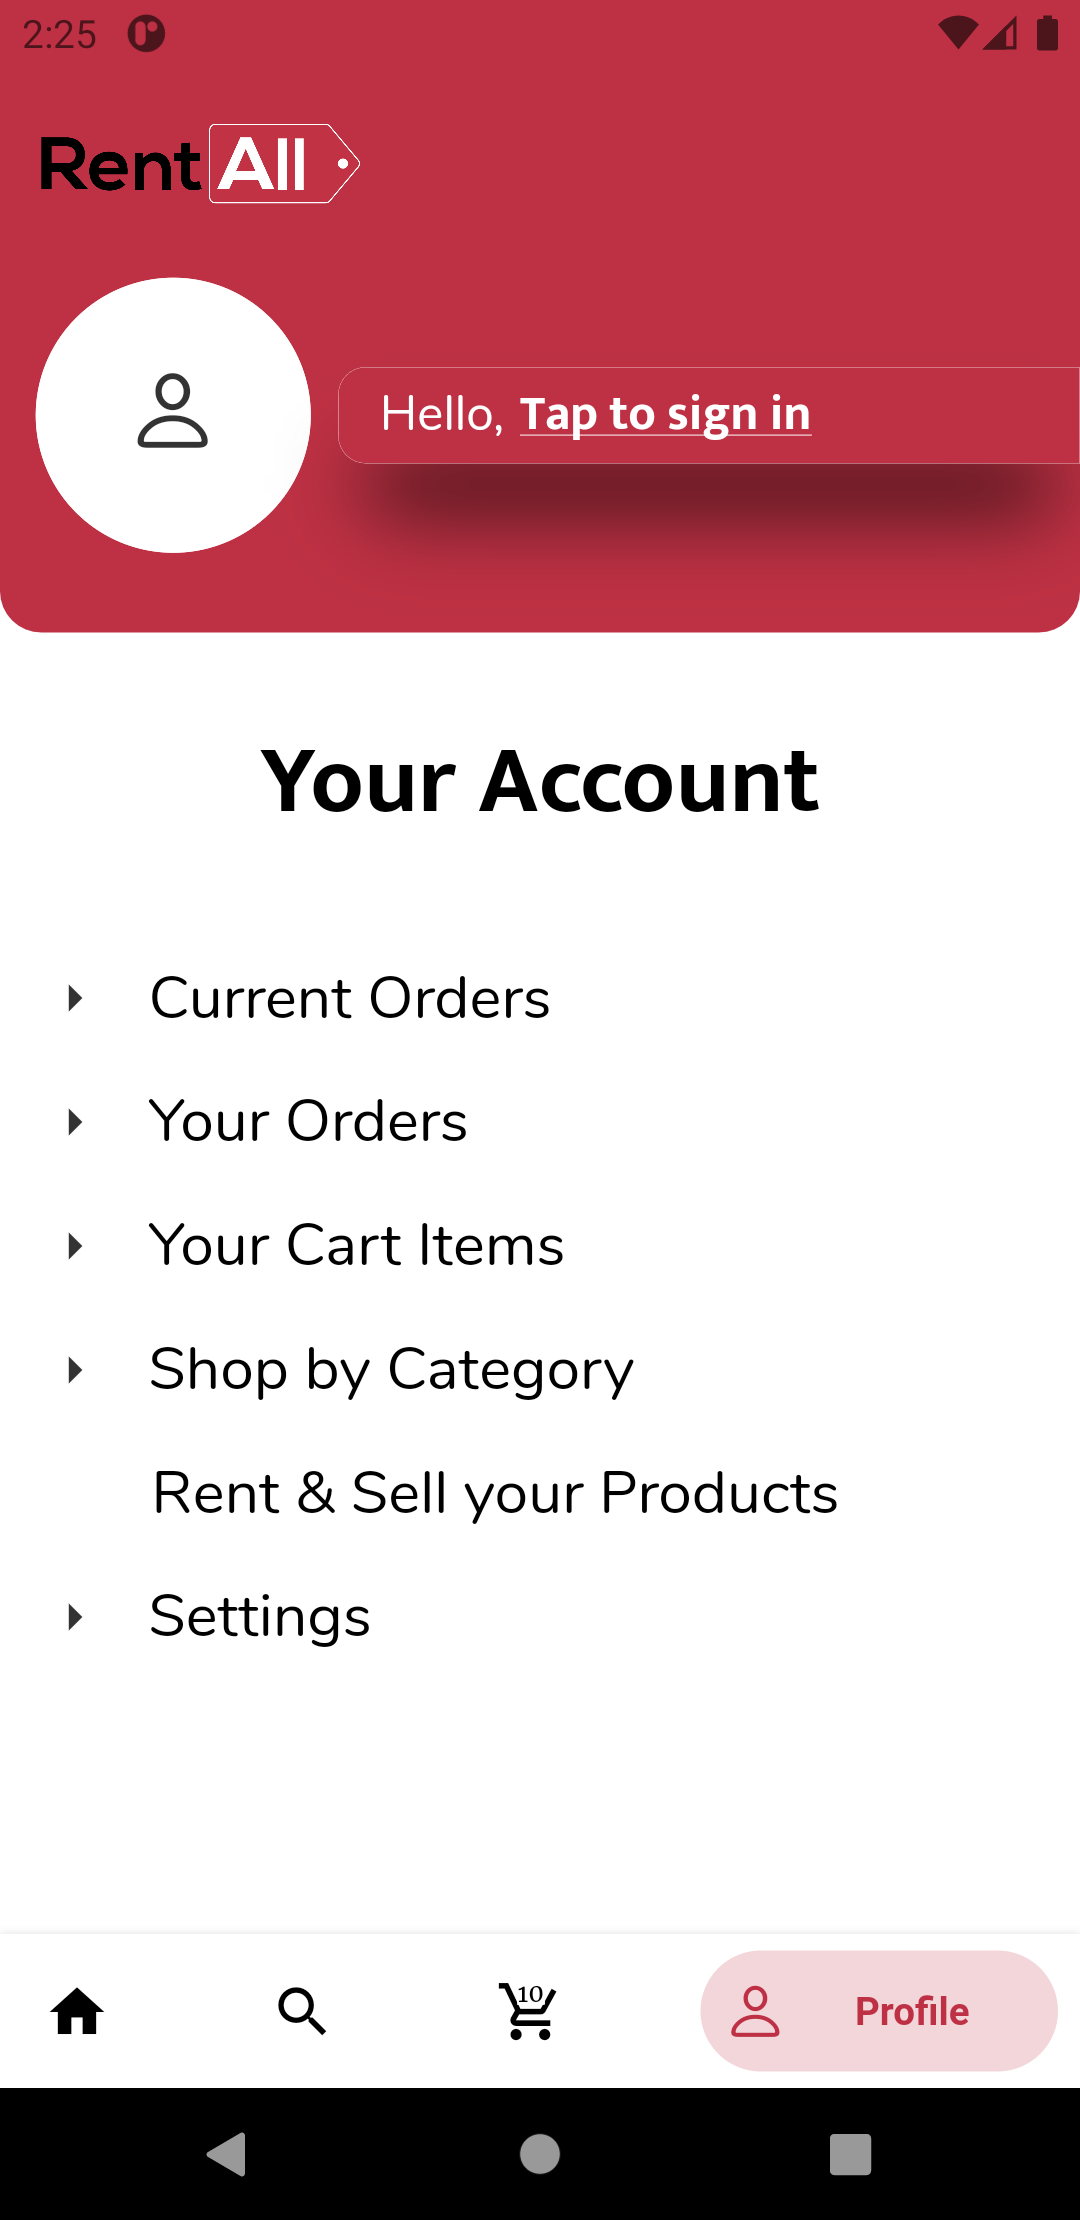 2:25
Rent All
Hello, Tap to sign in
Your Account
Current Orders
Your Orders
Your Cart Items
Shop by Category
Rent & Sell your Products
Settings
10
Profile